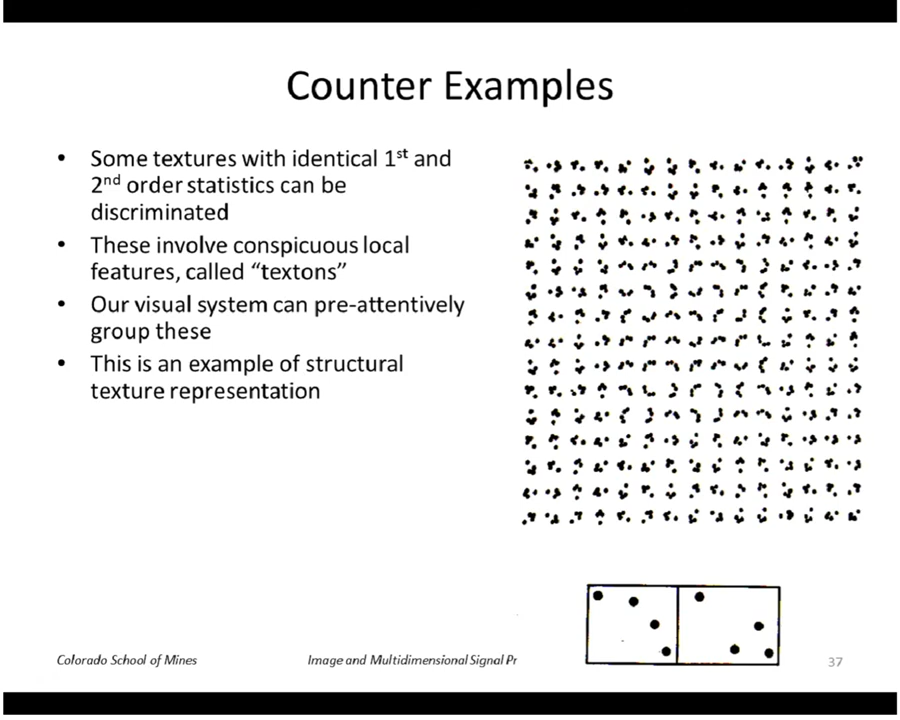 Counter Examples
• Some textures with identical 1st and
2nd order statistics can be
discriminated
• These involve conspicuous local
features, called “textons”
• Our visual system can pre-attentively
group these
• This is an example of structural
texture representation
Colorado School of Mines
Image and Multidimensional Signal Pr
37